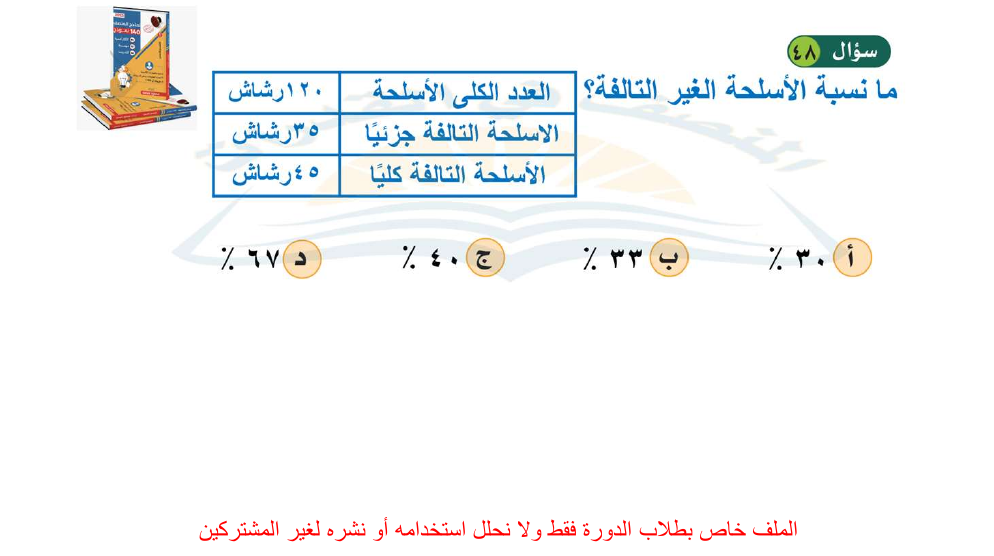 سؤال ٤٨
ما نسبة الأسلحة الغير التالفة؟
العدد الكلى الأسلحة ١٢٠رشاش
الاسلحة التالفة جزئيًا ٣٥رشاش
الأسلحة التالفة كليًا ٤٥رشاش
أ ٣٠ ٪ ب ٣٣ ٪ ج ٤٠ ٪ د ٦٧ ٪
الملف خاص بطلاب الدورة فقط ولا نحلل استخدامه أو نشره لغير المشتركين